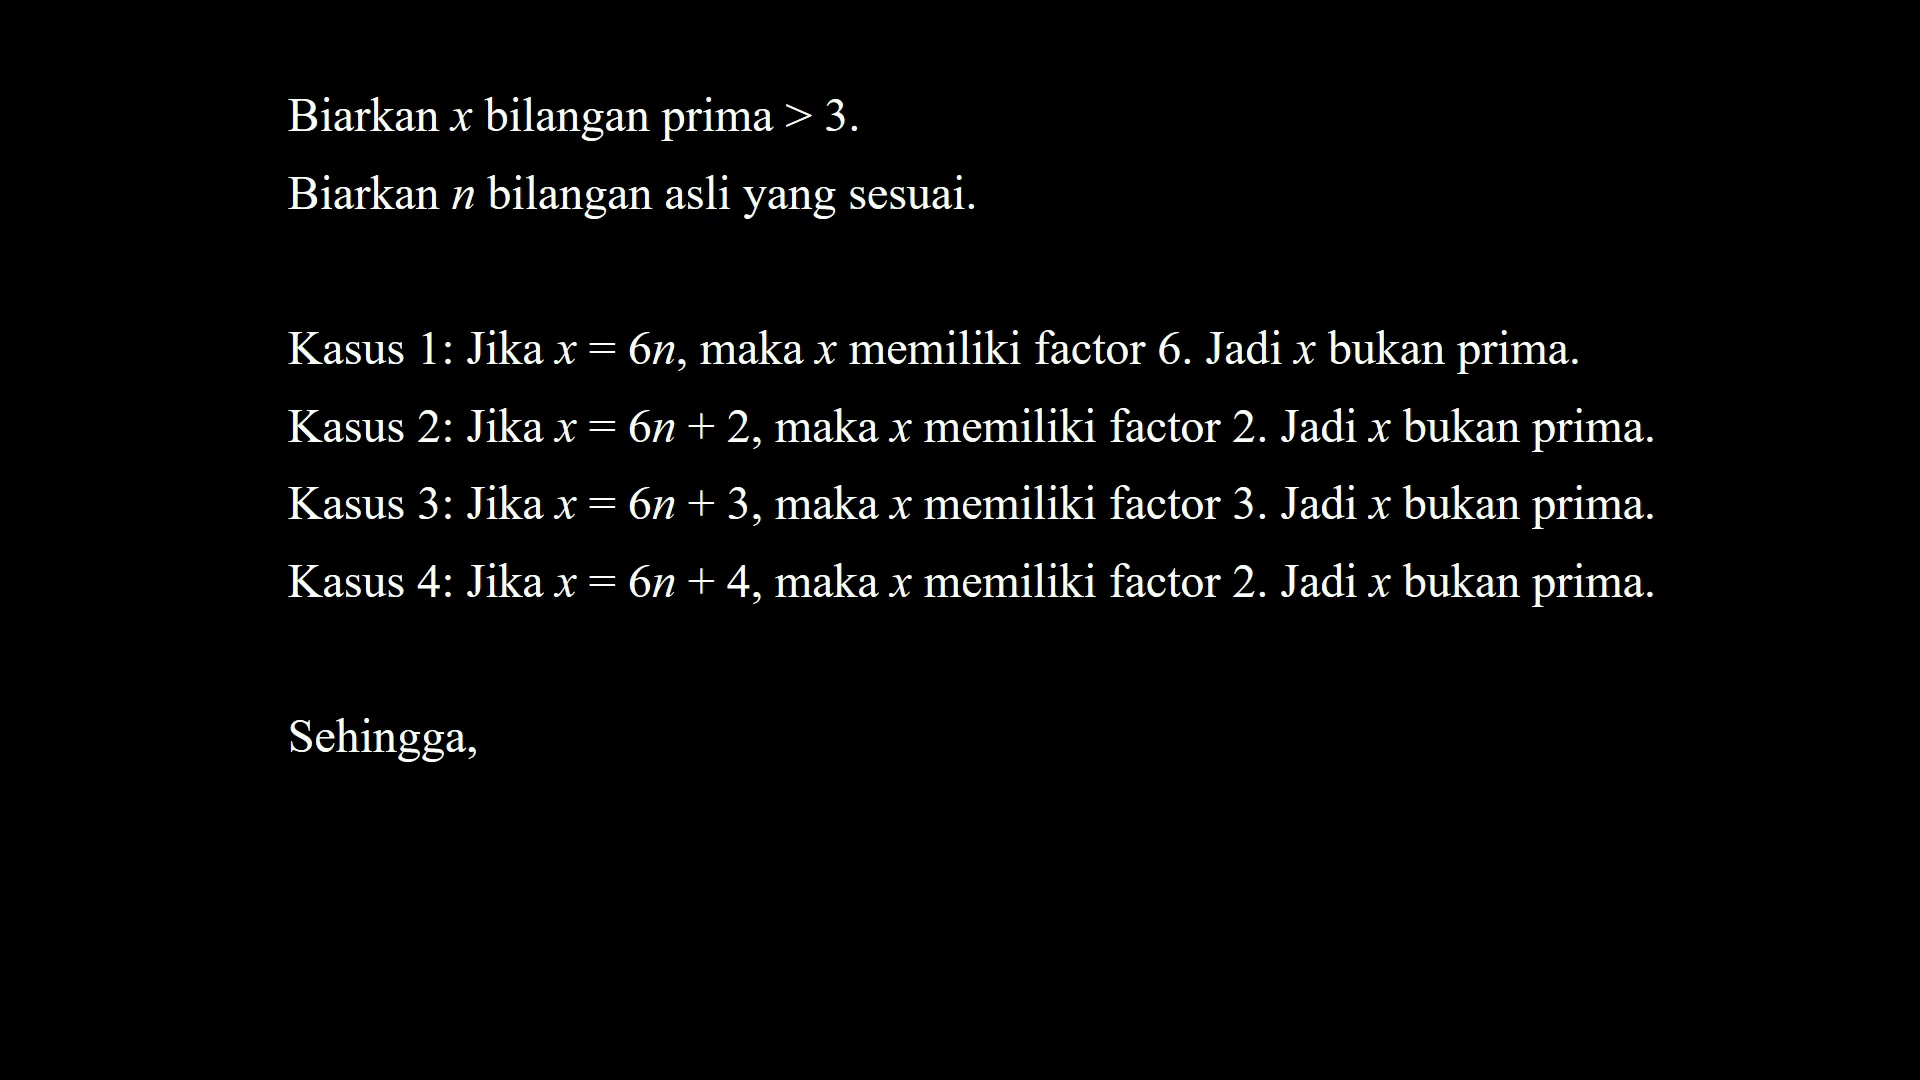 Biarkan x bilangan prima > 3.
Biarkan n bilangan asli yang sesuai.
Kasus 1: Jika x = 6n, maka x memiliki factor 6. Jadi x bukan prima.
Kasus 2: Jika x = 6n + 2, maka x memiliki factor 2. Jadi x bukan prima.
Kasus 3: Jika x = 6n + 3, maka x memiliki factor 3. Jadi x bukan prima.
Kasus 4: Jika x = 6n + 4, maka x memiliki factor 2. Jadi x bukan prima.
Sehingga,